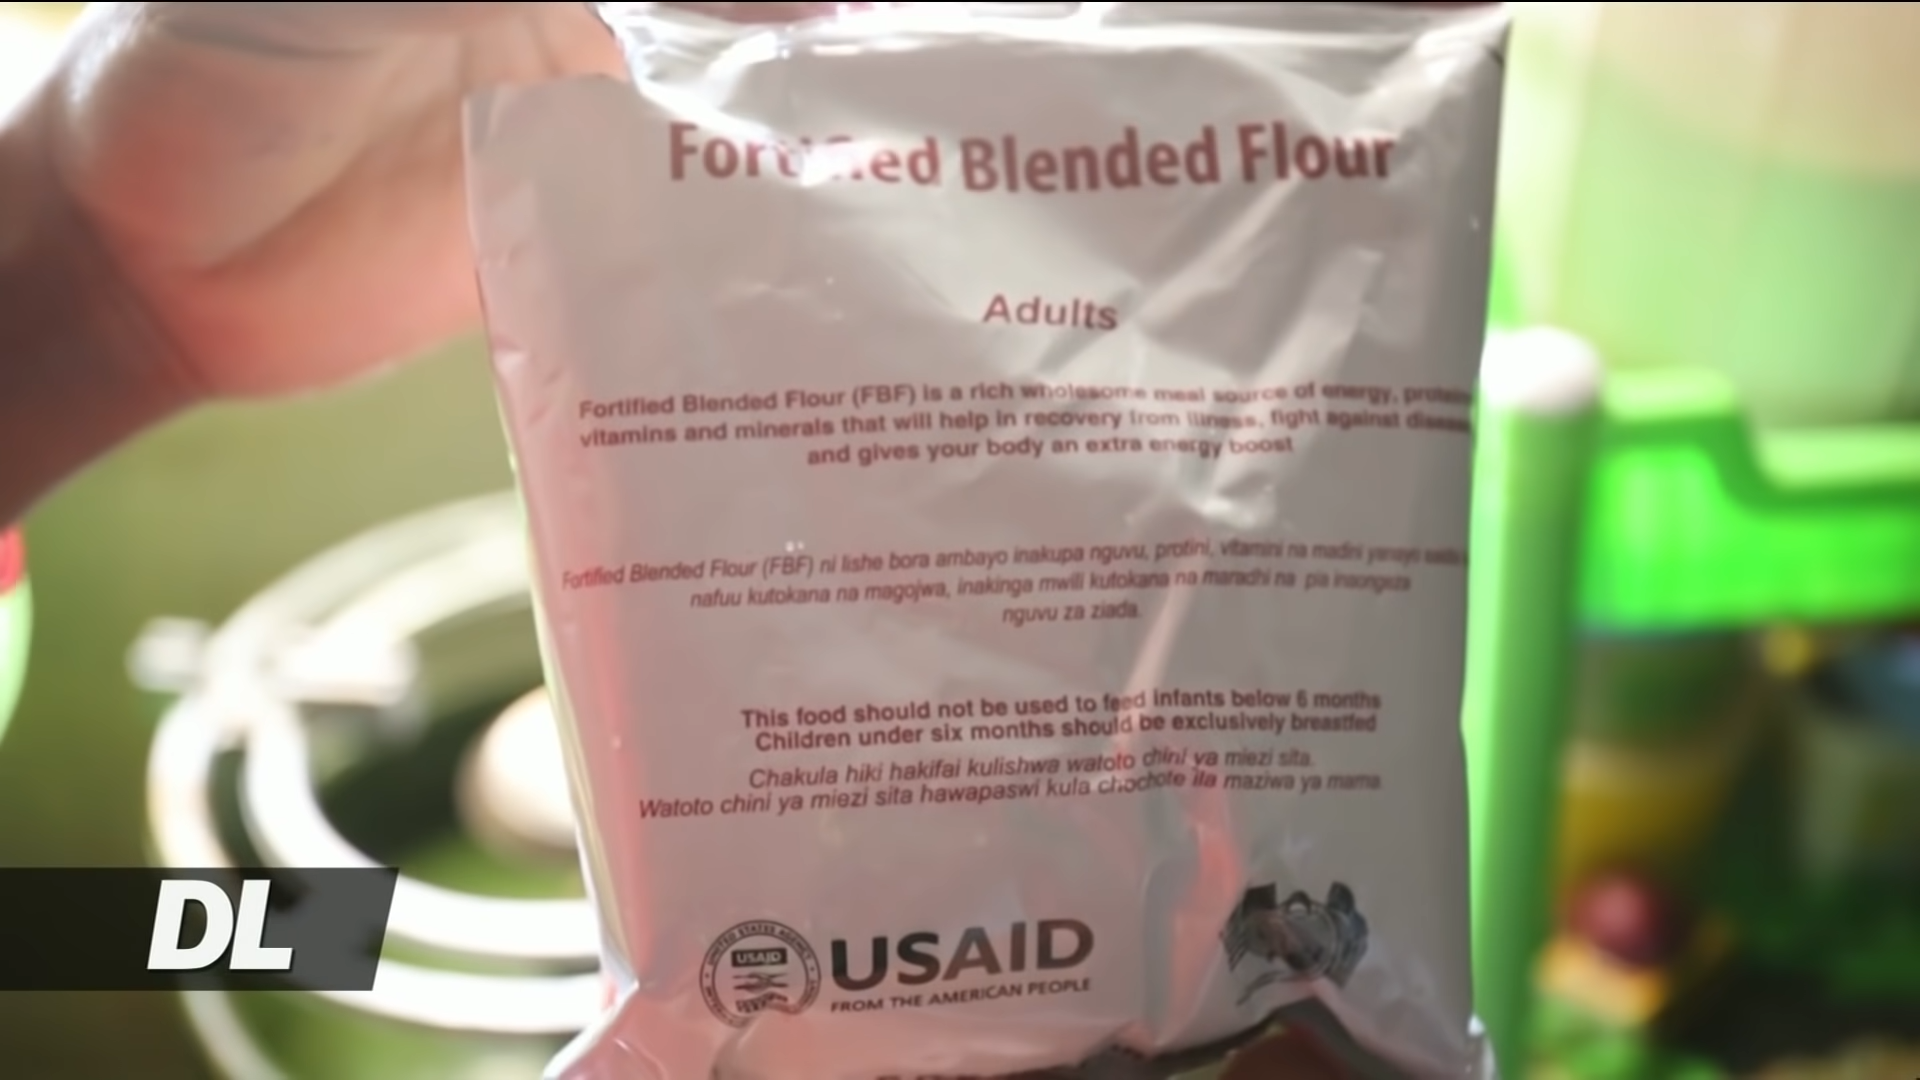 Fortified Blended Flour
Adults
Fortified Blended Flour (FBF) is a rich wholesome meal source of energy,
vitamins and minerals that will help in recovery from illness, fight against
and gives your body an extra energy boost
Fortified Blended Flour (FBF) ni lishe bora ambayo inakupa nguvu, protini, vitamini na madini
nafuu kutokana na magojwa, inakinga mwili kutokana na maradhi na pia inaongeza
nguvu za ziada.
This food should not be used to feed infants below 6 months
Children under six months should be exclusively breastfed
Chakula hiki hakifai kulishwa watoto chini ya miezi sita.
Watoto chini ya miezi sita hawapaswi kula chochote ila maziwa ya mama
USAID
USAID
FROM THE AMERICAN PEOPLE
DL